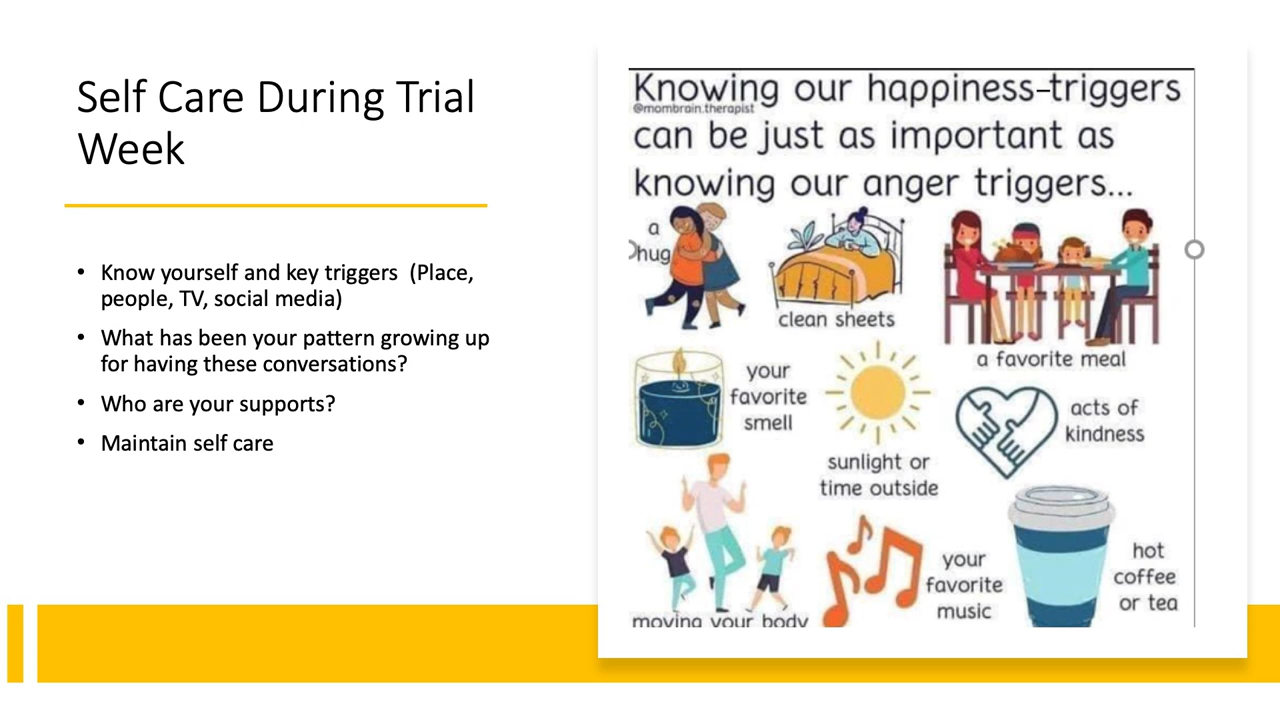 Self Care During Trial
Week
• Know yourself and key triggers  (Place,
people, TV, social media)
• What has been your pattern growing up
for having these conversations?
• Who are your supports?
• Maintain self care
Knowing our happiness-triggers
@mombrain.therapist
can be just as important as
knowing our anger triggers...
a
hug
clean sheets
a favorite meal
your
favorite
smell
sunlight or
time outside
acts of
kindness
moving your body
your
favorite
music
hot
coffee
or tea